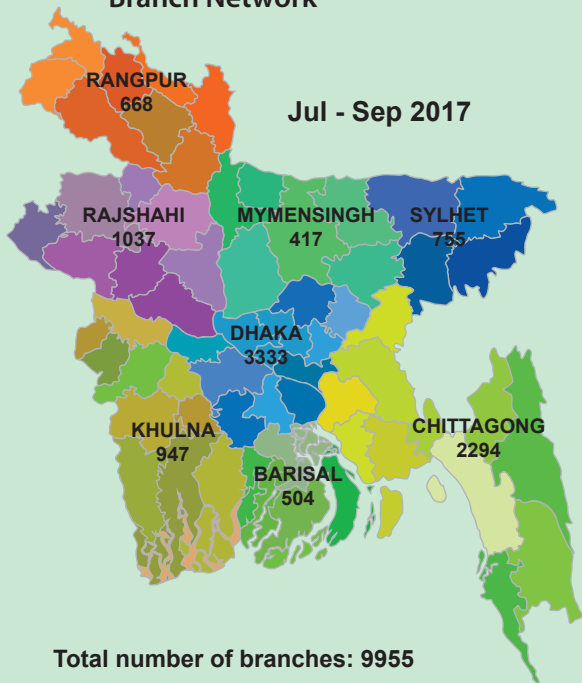 Branch Network
RANGPUR
668
Jul - Sep 2017
RAJSHAHI
1037
MYMENSINGH
417
SYLHET
755
DHAKA
3333
KHULNA
947
CHITTAGONG
2294
BARISAL
504
Total number of branches: 9955